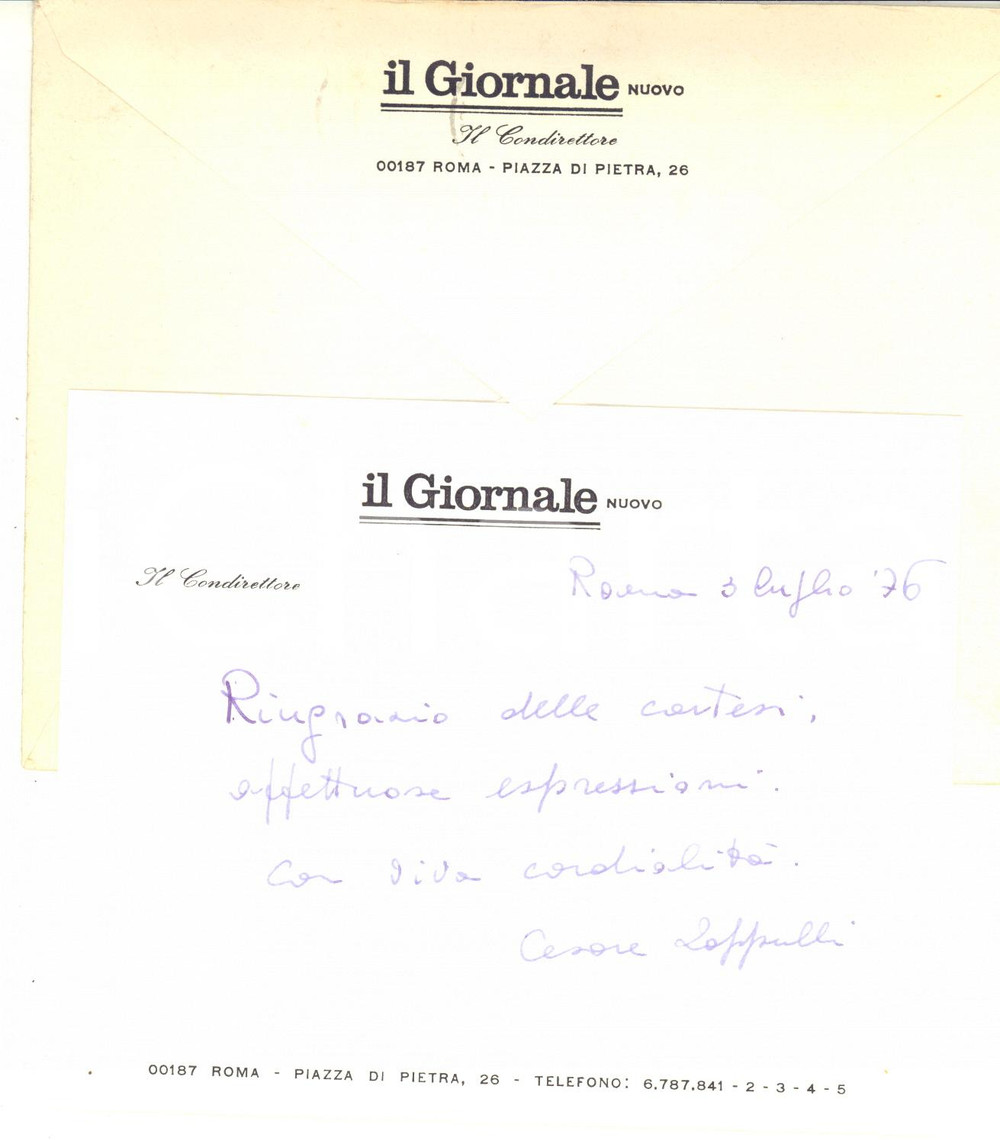 il Giornale NUOVO
Il Condirettore
00187 ROMA - PIAZZA DI PIETRA, 26
il Giornale NUOVO
Il Condirettore
Roma 3 luglio '76
Ringrazio delle cortesi,
affettuose espressioni.
Con viva cordialità.
Cesare Zappulli
00187 ROMA - PIAZZA DI PIETRA, 26 - TELEFONO: 6.787.841 - 2 - 3 - 4 - 5